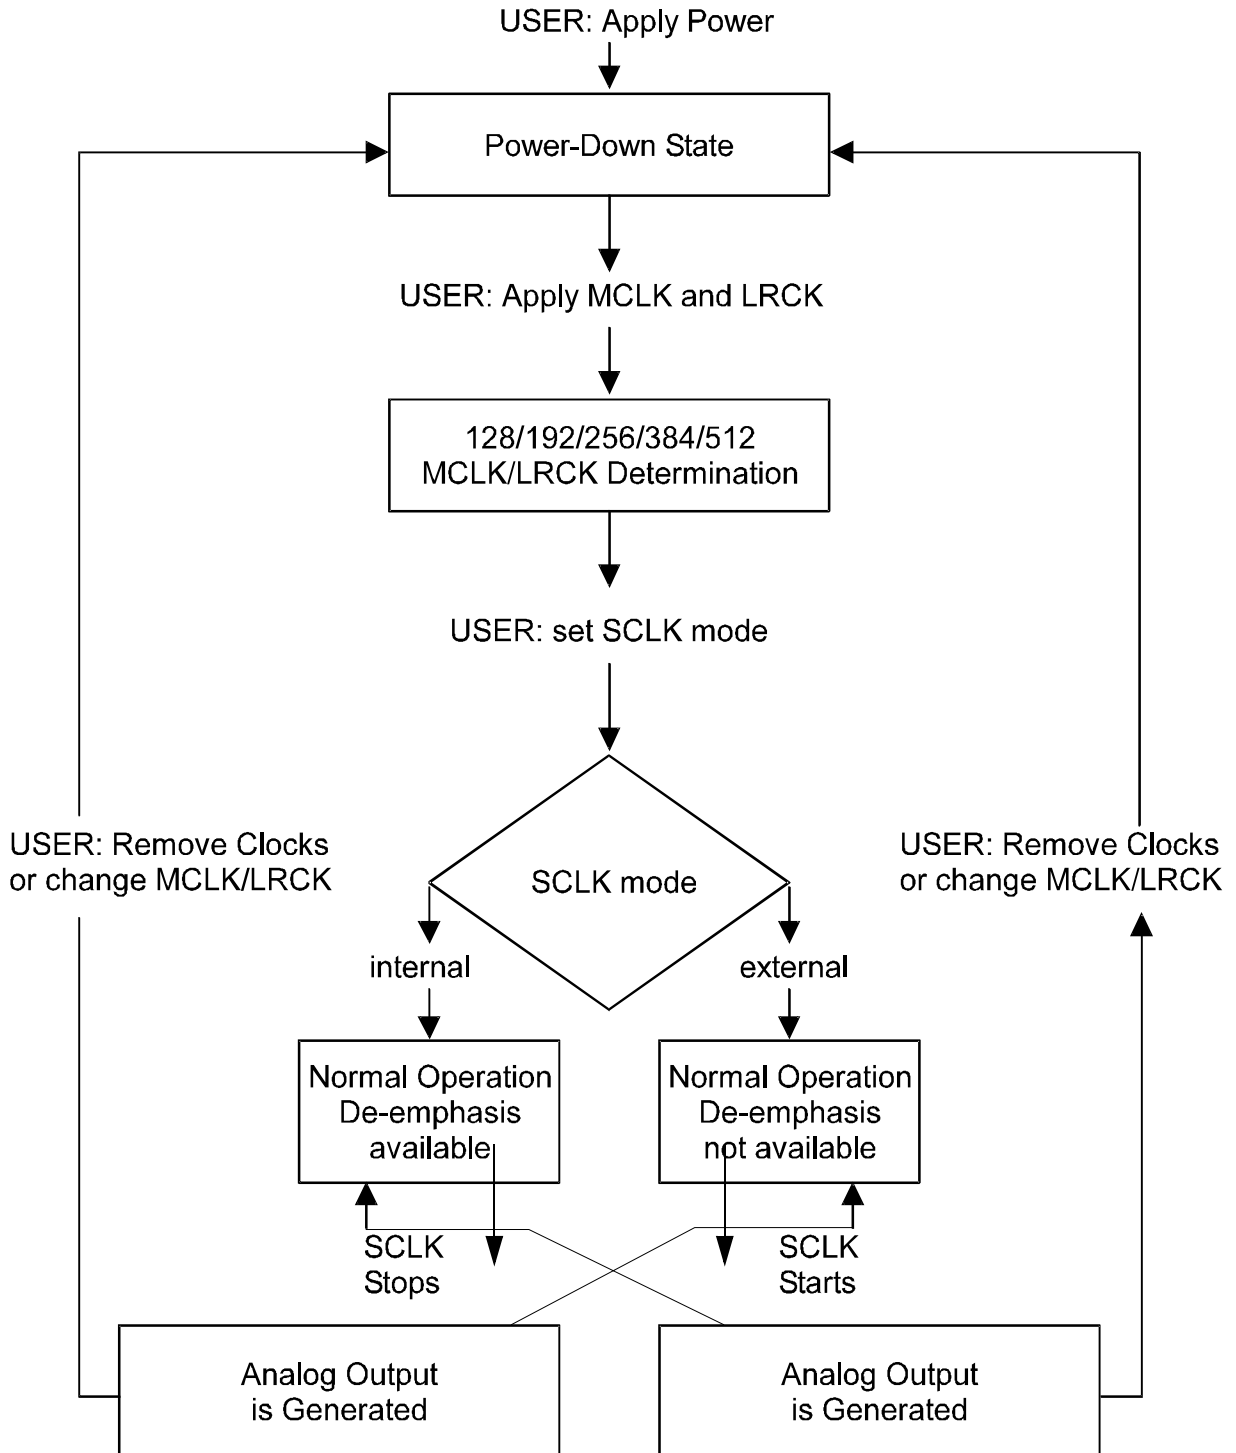 USER: Apply Power
Power-Down State
USER: Apply MCLK and LRCK
128/192/256/384/512
MCLK/LRCK Determination
USER: set SCLK mode
USER: Remove Clocks
or change MCLK/LRCK
SCLK mode
USER: Remove Clocks
or change MCLK/LRCK
internal
external
Normal Operation
De-emphasis
available
Normal Operation
De-emphasis
not available
SCLK
Stops
SCLK
Starts
Analog Output
is Generated
Analog Output
is Generated